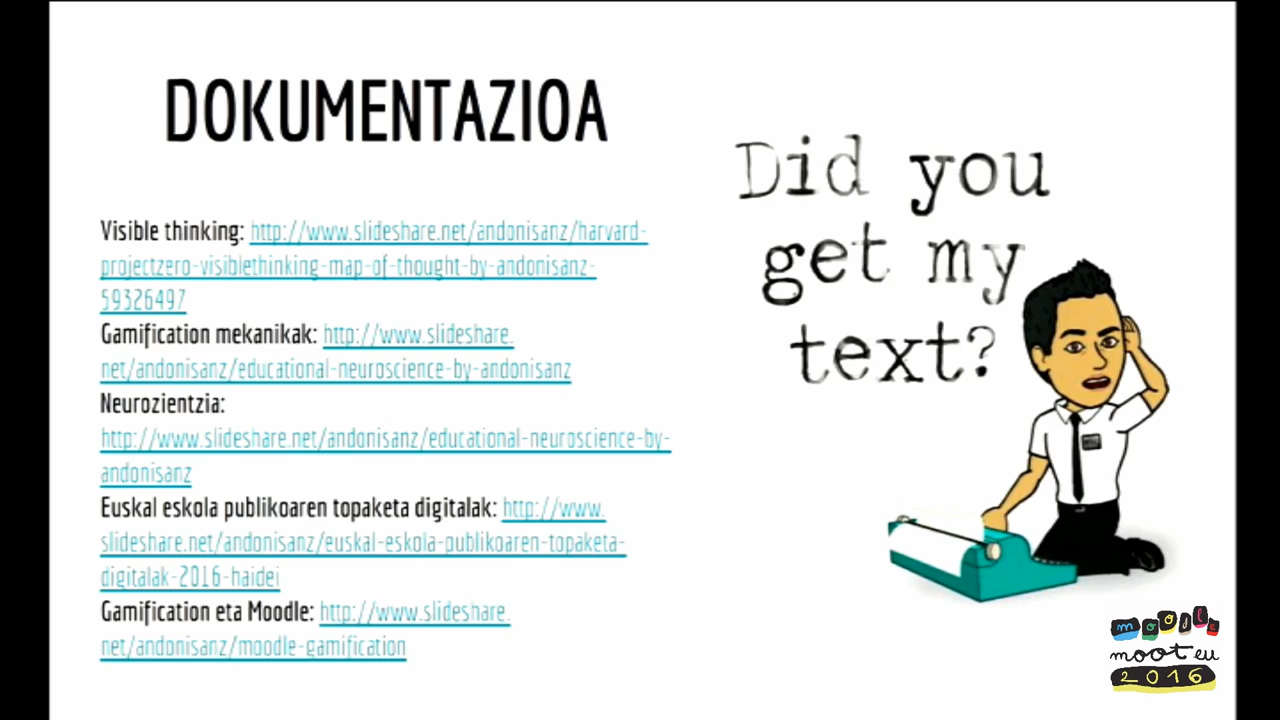 DOKUMENTAZIOA
Visible thinking: http://www.slideshare.net/andonisanz/harvard-
projectzero-visiblethinking-map-of-thought-by-andonisanz-
59326497
Gamification mekanikak: http://www.slideshare.
net/andonisanz/educational-neuroscience-by-andonisanz
Neurozientzia:
http://www.slideshare.net/andonisanz/educational-neuroscience-by-
andonisanz
Euskal eskola publikoaren topaketa digitalak: http://www.
slideshare.net/andonisanz/euskal-eskola-publikoaren-topaketa-
digitalak-2016-haidei
Gamification eta Moodle: http://www.slideshare.
net/andonisanz/moodle-gamification
Did you
get my
text?
moodle
moot eu
2016